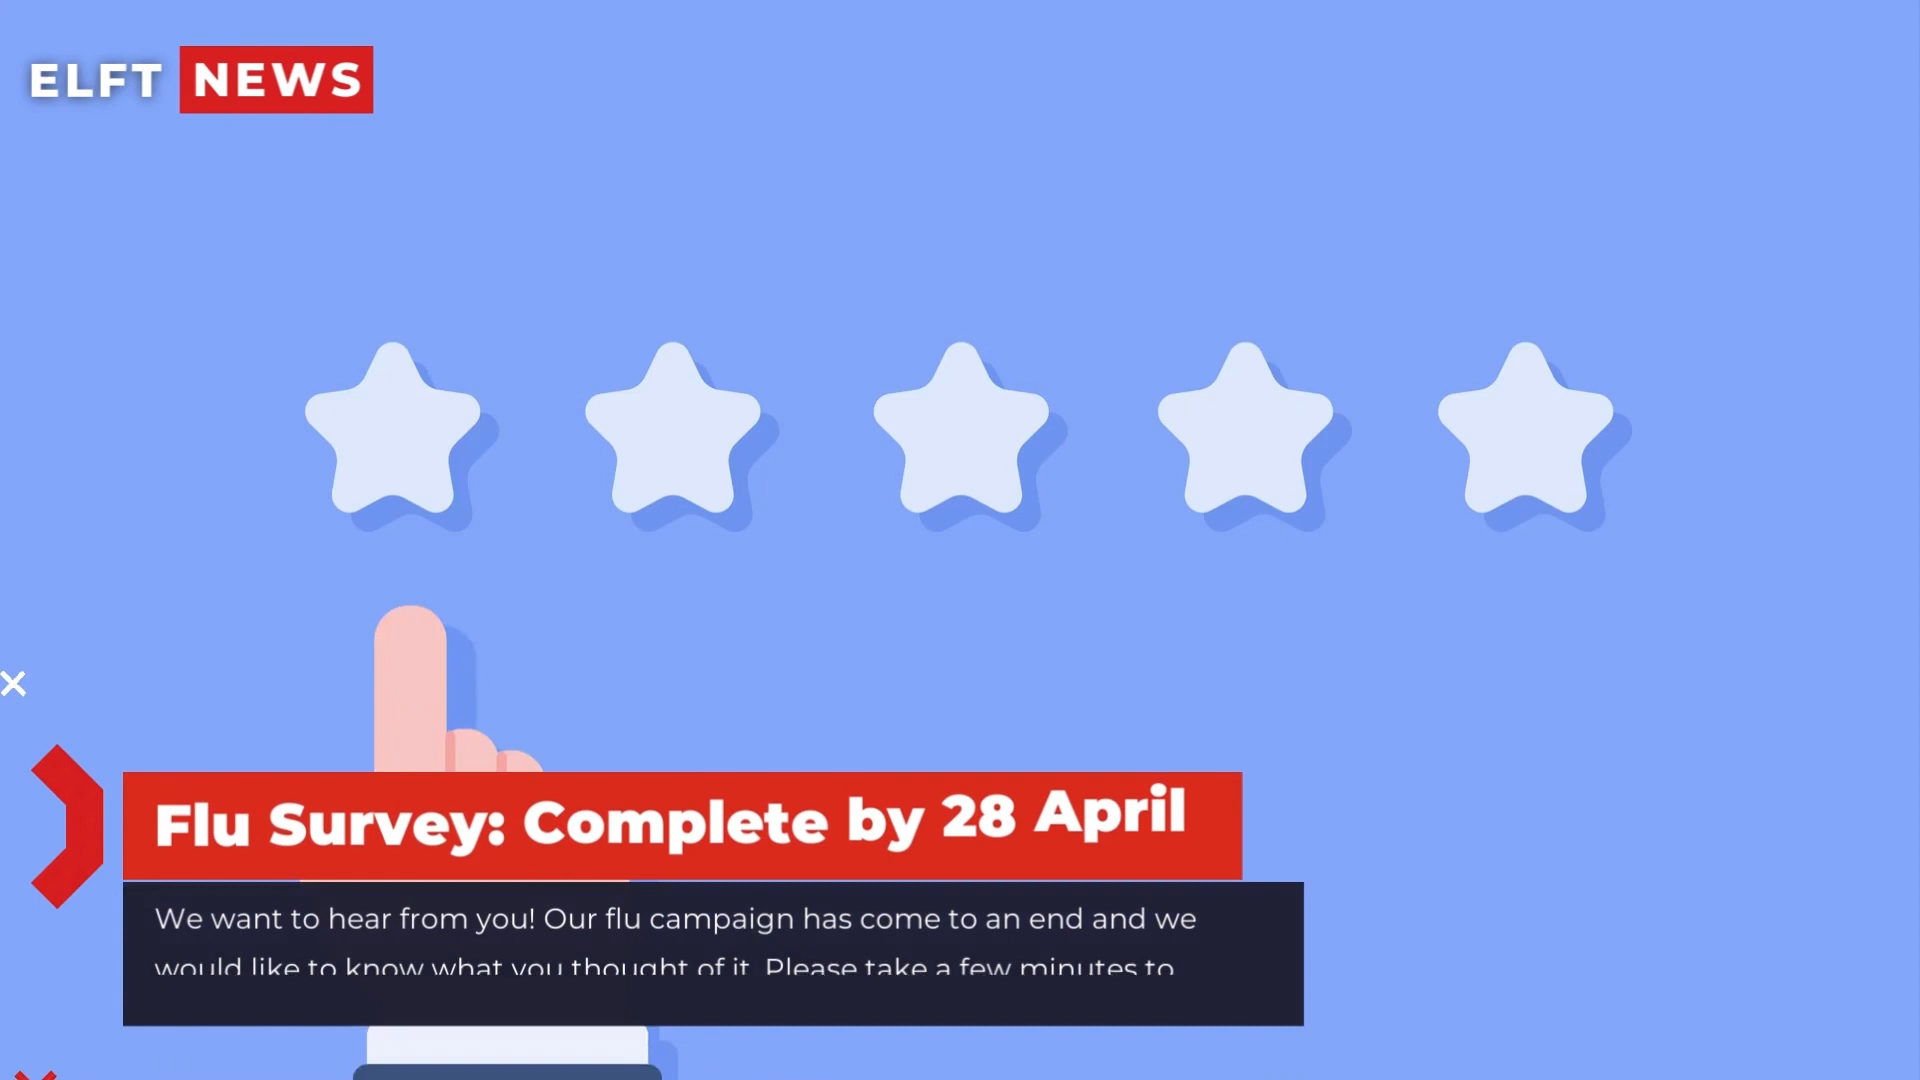 ELFT NEWS
Flu Survey: Complete by 28 April
We want to hear from you! Our flu campaign has come to an end and we
would like to know what you thought of it. Please take a few minutes to